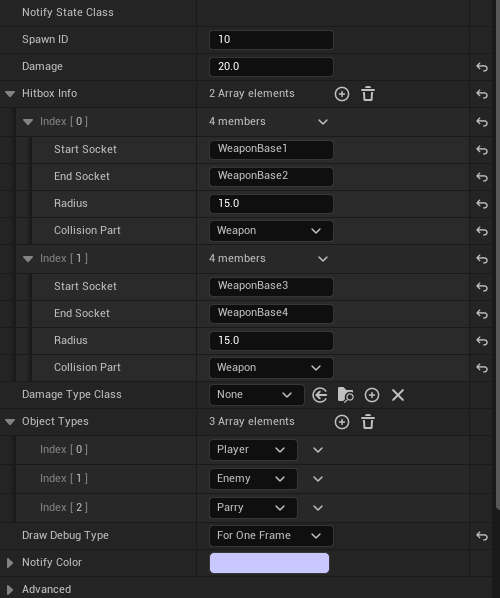 Notify State Class
Spawn ID 10
Damage 20.0
Hitbox Info 2 Array elements
Index [ 0 ] 4 members
Start Socket WeaponBase1
End Socket WeaponBase2
Radius 15.0
Collision Part Weapon
Index [ 1 ] 4 members
Start Socket WeaponBase3
End Socket WeaponBase4
Radius 15.0
Collision Part Weapon
Damage Type Class None
Object Types 3 Array elements
Index [ 0 ] Player
Index [ 1 ] Enemy
Index [ 2 ] Parry
Draw Debug Type For One Frame
Notify Color
Advanced